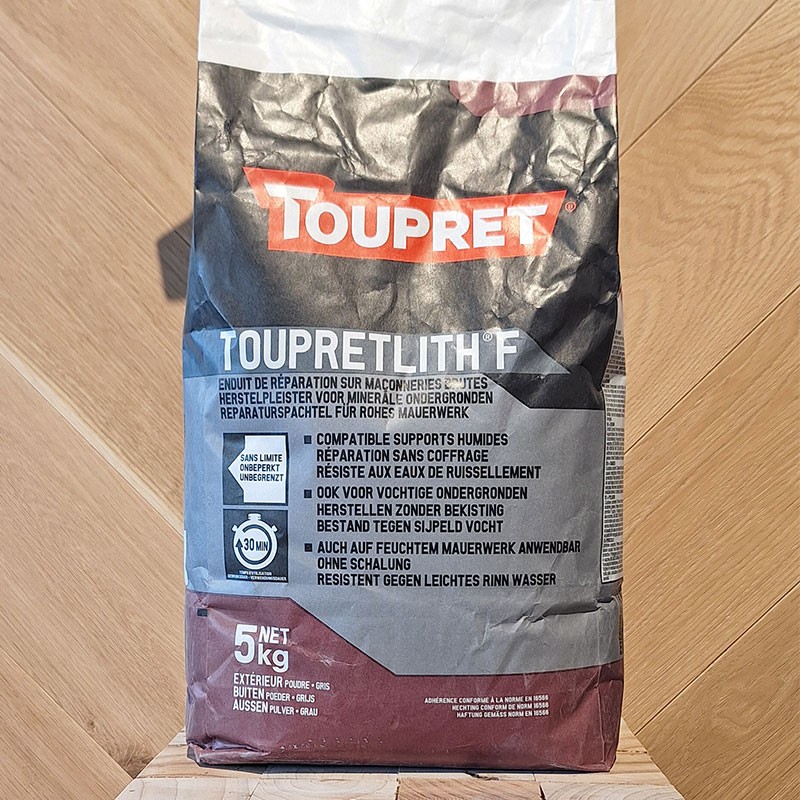 TOUPRET®
TOUPRETLITH® F
ENDUIT DE RÉPARATION SUR MAÇONNERIES BRUTES
HERSTELPLEISTER VOOR MINERALE ONDERGRONDEN
REPARATURSPACHTEL FÜR ROHES MAUERWERK
SANS LIMITE
ONBEPERKT
UNBEGRENZT
COMPATIBLE SUPPORTS HUMIDES
RÉPARATION SANS COFFRAGE
RÉSISTE AUX EAUX DE RUISSELLEMENT
OOK VOOR VOCHTIGE ONDERGRONDEN
HERSTELLEN ZONDER BEKISTING
BESTAND TEGEN SIJPELD VOCHT
30 MIN
TEMPS D'UTILISATION
AUCH AUF FEUCHTEM MAUERWERK ANWENDBAR
OHNE SCHALUNG
RESISTENT GEGEN LEICHTES RINN WASSER
5 NET
kg
EXTÉRIEUR POUDRE • GRIS
BUITEN POEDER • GRIJS
AUSSEN PULVER • GRAU
ADHÉRENCE CONFORME À LA NORME EN 16566
HECHTING CONFORM DE NORM 16566
HAFTUNG GEMÄSS NORM EN 16566